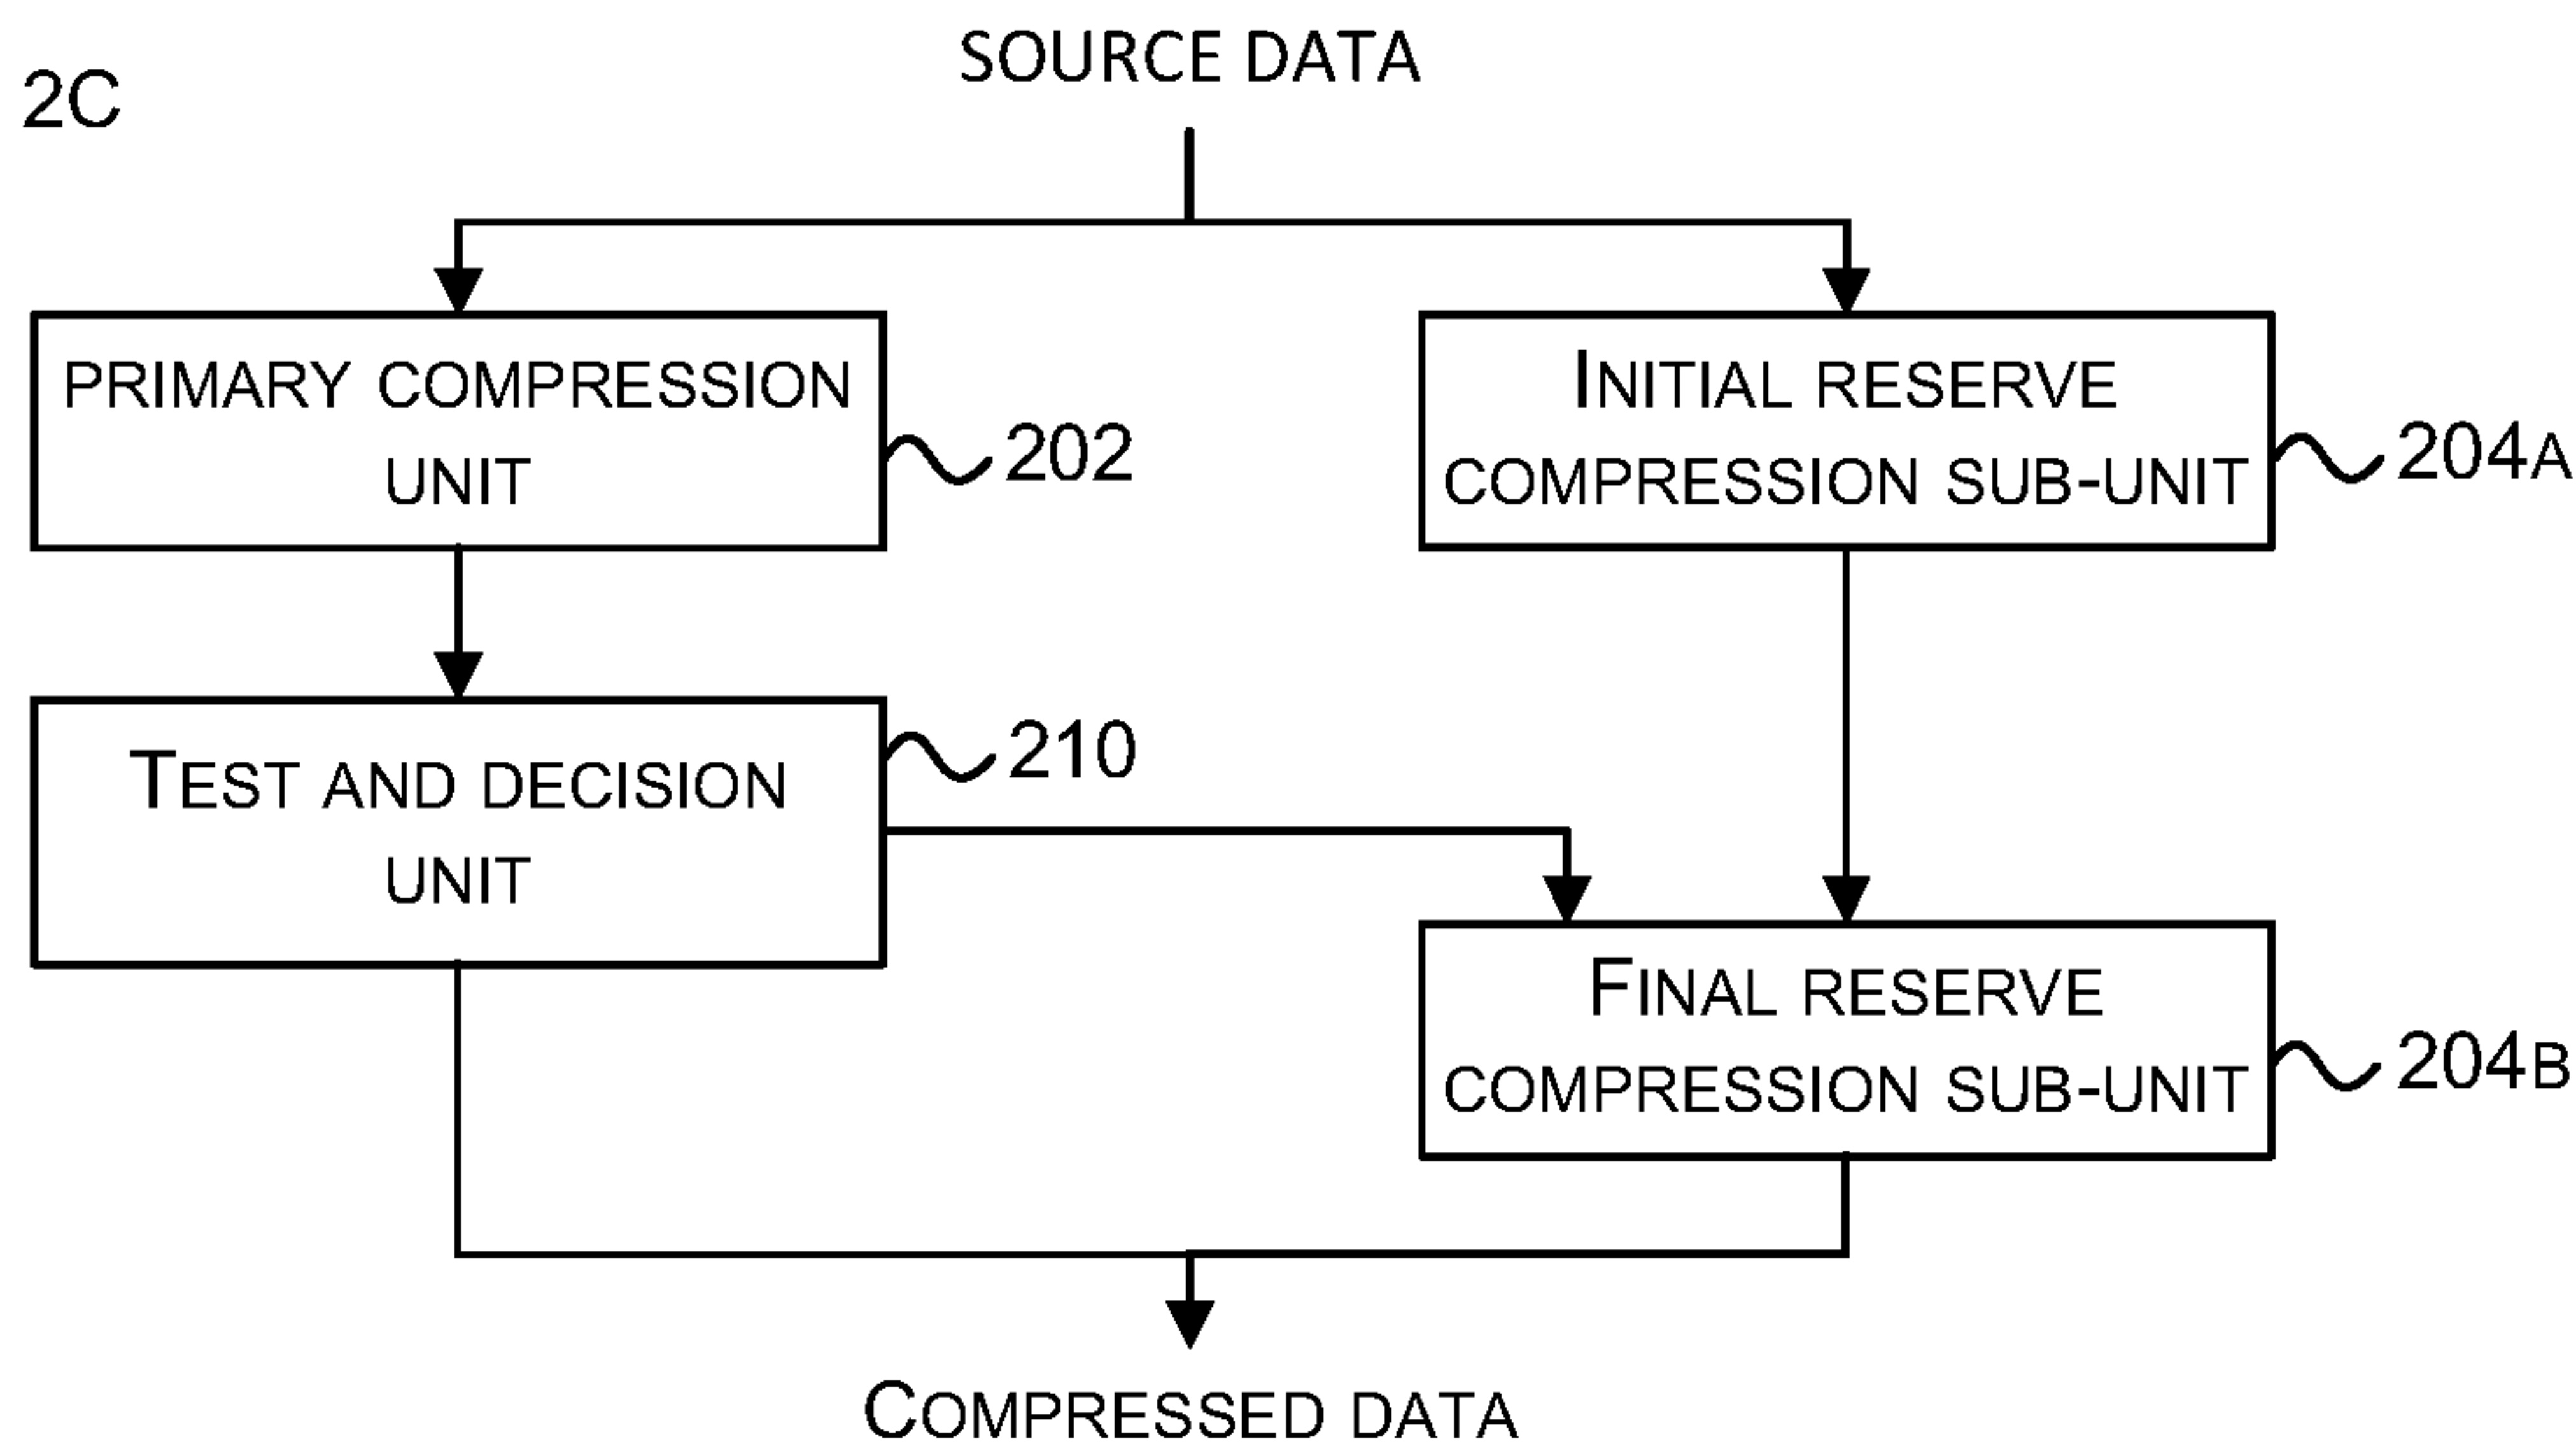 2C
SOURCE DATA
PRIMARY COMPRESSION
UNIT
202
INITIAL RESERVE
COMPRESSION SUB-UNIT
204A
TEST AND DECISION
UNIT
210
FINAL RESERVE
COMPRESSION SUB-UNIT
204B
COMPRESSED DATA